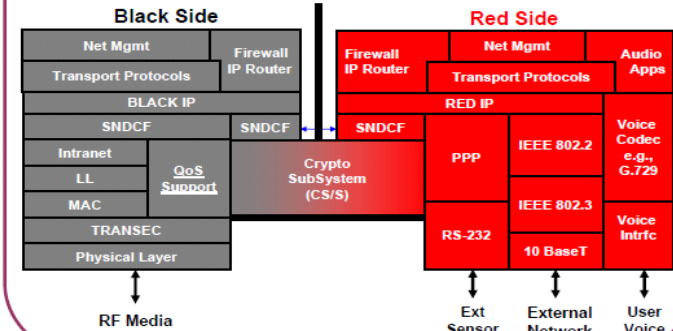 Black Side
Red Side
Net Mgmt
Firewall
IP Router
Transport Protocols
BLACK IP
SNDCF
SNDCF
Intranet
LL
MAC
QoS
Support
TRANSEC
Physical Layer
RF Media
Crypto
SubSystem
(CS/S)
Firewall
IP Router
Net Mgmt
Audio
Apps
Transport Protocols
RED IP
SNDCF
PPP
IEEE 802.2
Voice
Codec
e.g.,
G.729
IEEE 802.3
RS-232
10 BaseT
Voice
Intrfc
Ext
Sensor
External
Network
User
Voice